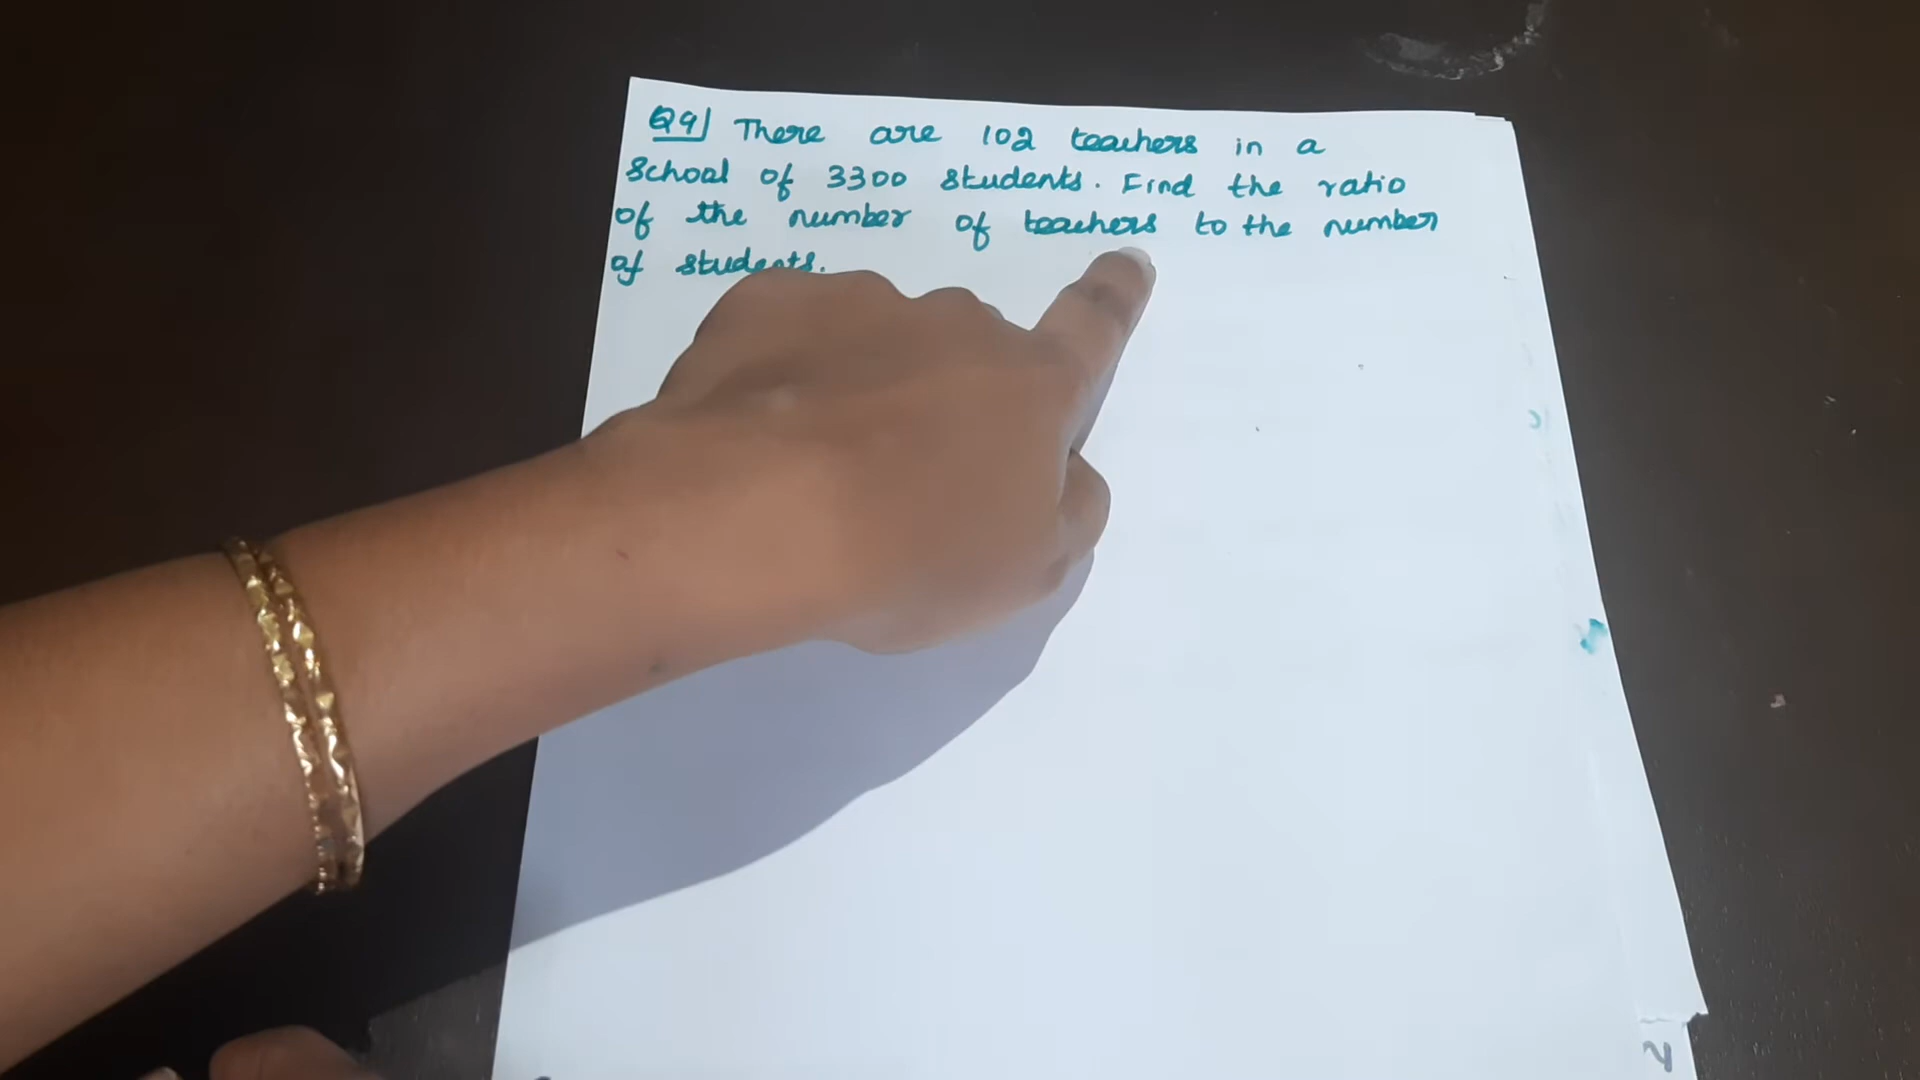 Q9) There are 102 teachers in a
school of 3300 students. Find the ratio
of the number of teachers to the number
of students.